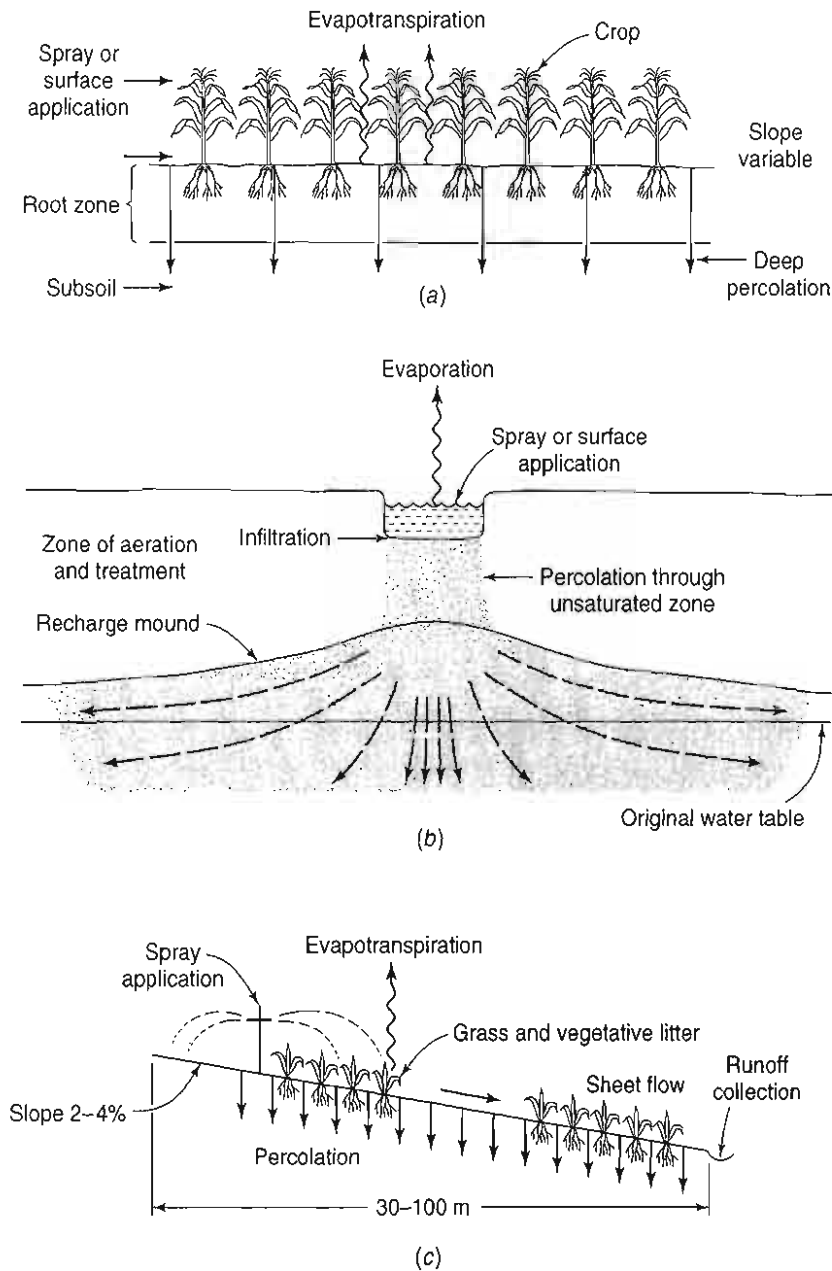 Evapotranspiration
Crop
Spray or
surface
application
Slope
variable
Root zone
Subsoil
Deep
percolation
(a)
Evaporation
Spray or surface
application
Infiltration
Zone of aeration
and treatment
Percolation through
unsaturated zone
Recharge mound
Original water table
(b)
Spray
application
Evapotranspiration
Grass and vegetative litter
Runoff
collection
Sheet flow
Slope 2–4%
Percolation
30–100 m
(c)